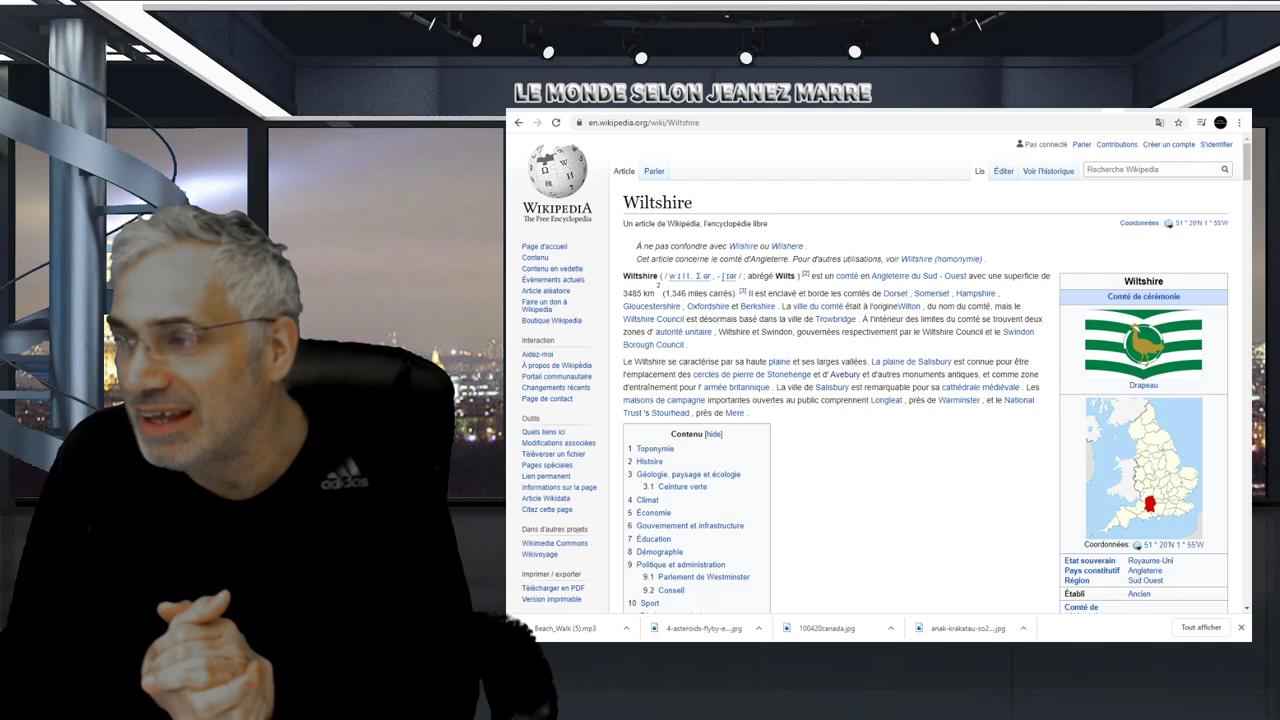 LE MONDE SELON JEANEZ MARRE
en.wikipedia.org/wiki/Wiltshire
Pas connecté Parler Contributions Créer un compte S'identifier
Article Parler Lis Éditer Voir l'historique Recherche Wikipedia
WIKIPEDIA
The Free Encyclopedia
Page d'accueil
Contenu
Contenu en vedette
Évènements actuels
Article aléatoire
Faire un don à
Wikipedia
Boutique Wikipedia
Interaction
Aidez-moi
À propos de Wikipédia
Portail communautaire
Changements récents
Page de contact
Outils
Quels liens ici
Modifications associées
Téléverser un fichier
Pages spéciales
Lien permanent
Informations sur la page
Article Wikidata
Citez cette page
Dans d'autres projets
Wikimedia Commons
Wikivoyage
Imprimer / exporter
Télécharger en PDF
Version imprimable
Wiltshire
Un article de Wikipédia, l'encyclopédie libre
Coordonnées : 51 ° 20'N 1 ° 55'W
À ne pas confondre avec Wilshire ou Wilshere .
Cet article concerne le comté d'Angleterre. Pour d'autres utilisations, voir Wiltshire (homonymie) .
Wiltshire ( / w ɪ l t . Σ ər , - ʃ ɪər / ; abrégé Wilts ) [2] est un comté en Angleterre du Sud - Ouest avec une superficie de
3485 km 2 (1,346 miles carrés). [3] Il est enclavé et borde les comtés de Dorset , Somerset , Hampshire ,
Gloucestershire , Oxfordshire et Berkshire . La ville du comté était à l'origineWilton , du nom du comté, mais le
Wiltshire Council est désormais basé dans la ville de Trowbridge . À l'intérieur des limites du comté se trouvent deux
zones d' autorité unitaire , Wiltshire et Swindon, gouvernées respectivement par le Wiltshire Council et le Swindon
Borough Council .
Le Wiltshire se caractérise par sa haute plaine et ses larges vallées. La plaine de Salisbury est connue pour être
l'emplacement des cercles de pierre de Stonehenge et d' Avebury et d'autres monuments antiques, et comme zone
d'entraînement pour l' armée britannique . La ville de Salisbury est remarquable pour sa cathédrale médiévale . Les
maisons de campagne importantes ouvertes au public comprennent Longleat , près de Warminster , et le National
Trust 's Stourhead , près de Mere .
Contenu [hide]
1 Toponymie
2 Histoire
3 Géologie, paysage et écologie
3.1 Ceinture verte
4 Climat
5 Économie
6 Gouvernement et infrastructure
7 Éducation
8 Démographie
9 Politique et administration
9.1 Parlement de Westminster
9.2 Conseil
10 Sport
Wiltshire
Comté de cérémonie
Drapeau
Coordonnées: 51 ° 20'N 1 ° 55'W
Etat souverain Royaume-Uni
Pays constitutif Angleterre
Région Sud Ouest
Établi Ancien
Comté de
adidas
Beach_Walk (5).mp3 4-asteroids-flyby-e....jpg 100420canada.jpg anak-krakatau-so2....jpg Tout afficher